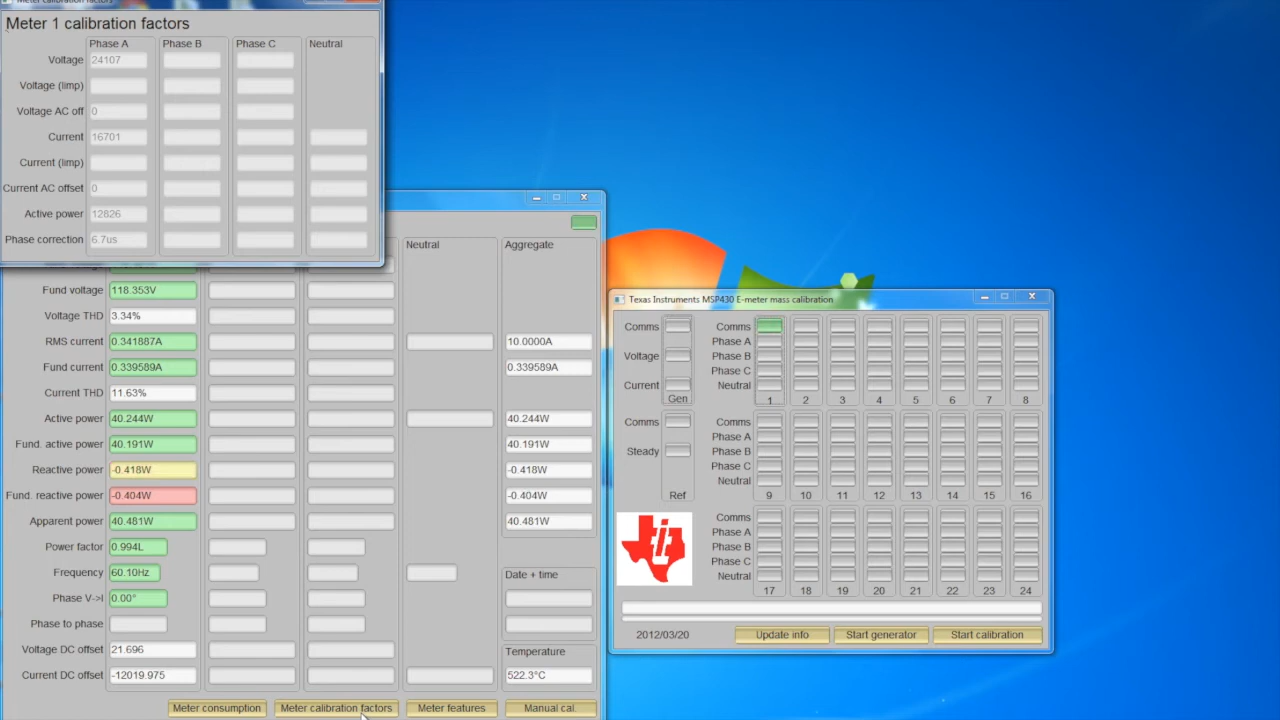 Meter calibration factors
Meter 1 calibration factors
Phase A Phase B Phase C Neutral
Voltage 24107
Voltage (limp)
Voltage AC off 0
Current 16701
Current (limp)
Current AC offset 0
Active power 12826
Phase correction 6.7us
Neutral Aggregate
Fund voltage 118.353V
Voltage THD 3.34%
RMS current 0.341887A 10.0000A
Fund current 0.339589A 0.339589A
Current THD 11.63%
Active power 40.244W 40.244W
Fund. active power 40.191W 40.191W
Reactive power -0.418W -0.418W
Fund. reactive power -0.404W -0.404W
Apparent power 40.481W 40.481W
Power factor 0.994L
Frequency 60.10Hz Date + time
Phase V->I 0.00°
Phase to phase
Voltage DC offset 21.696 Temperature
Current DC offset -12019.975 522.3°C
Meter consumption Meter calibration factors Meter features Manual cal.
Texas Instruments MSP430 E-meter mass calibration
Comms Comms
Phase A
Voltage Phase B
Phase C
Current Neutral
Gen 1 2 3 4 5 6 7 8
Comms Comms
Phase A
Steady Phase B
Phase C
Neutral
Ref 9 10 11 12 13 14 15 16
Comms
Phase A
Phase B
Phase C
Neutral
17 18 19 20 21 22 23 24
2012/03/20 Update info Start generator Start calibration